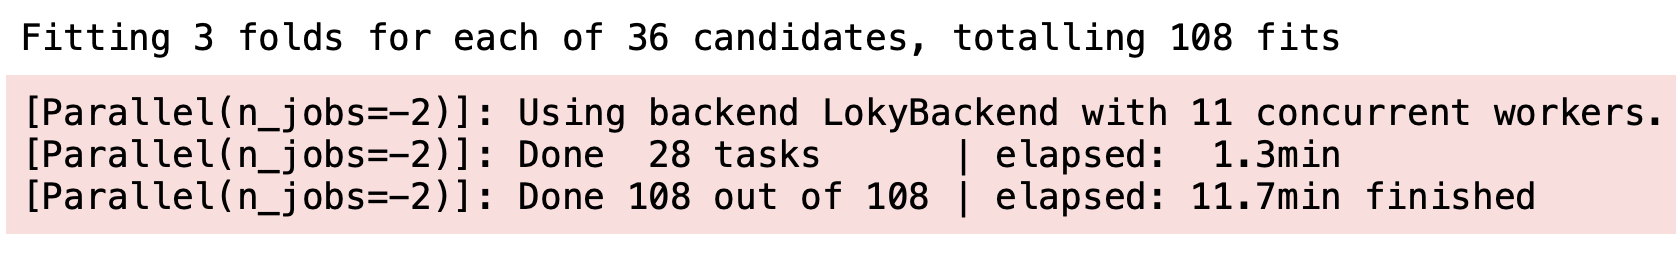 Fitting 3 folds for each of 36 candidates, totalling 108 fits
[Parallel(n_jobs=-2)]: Using backend LokyBackend with 11 concurrent workers.
[Parallel(n_jobs=-2)]: Done  28 tasks      | elapsed:  1.3min
[Parallel(n_jobs=-2)]: Done 108 out of 108 | elapsed: 11.7min finished